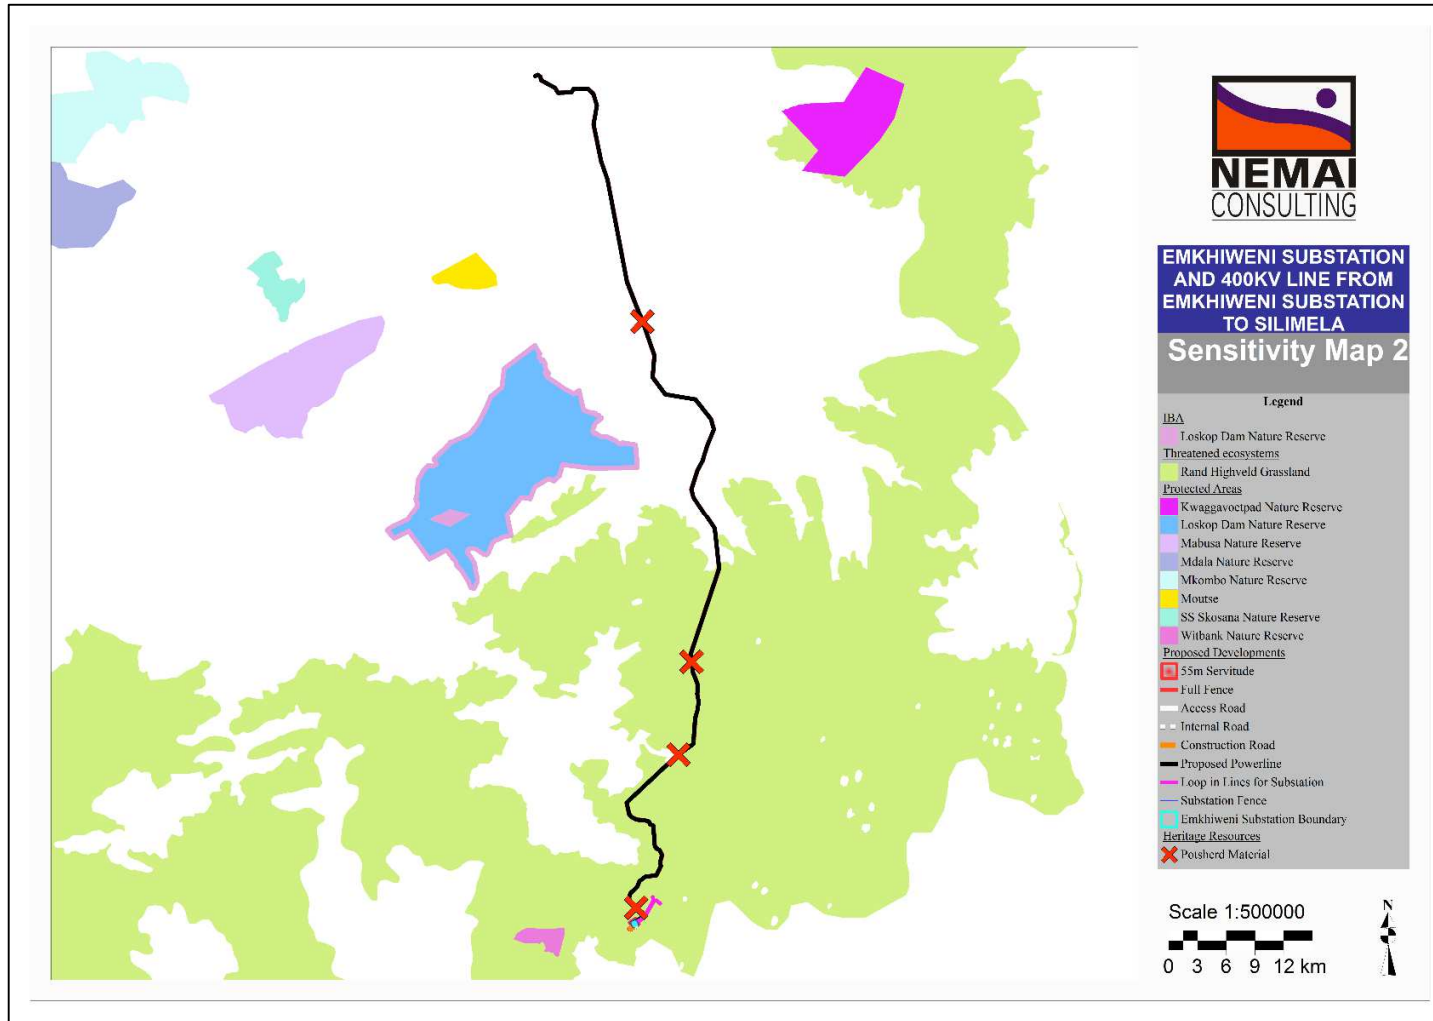 NEMAI
CONSULTING
EMKHIWENI SUBSTATION
AND 400KV LINE FROM
EMKHIWENI SUBSTATION
TO SILIMELA
Sensitivity Map 2
Legend
IBA
Loskop Dam Nature Reserve
Threatened ecosystems
Rand Highveld Grassland
Protected Areas
Kwaggavoetpad Nature Reserve
Loskop Dam Nature Reserve
Mabusa Nature Reserve
Mdala Nature Reserve
Mkombo Nature Reserve
Moutse
SS Skosana Nature Reserve
Witbank Nature Reserve
Proposed Developments
55m Servitude
Full Fence
Access Road
Internal Road
Construction Road
Proposed Powerline
Loop in Lines for Substation
Substation Fence
Emkhiweni Substation Boundary
Heritage Resources
Potsherd Material
Scale 1:500000
0 3 6 9 12 km
N